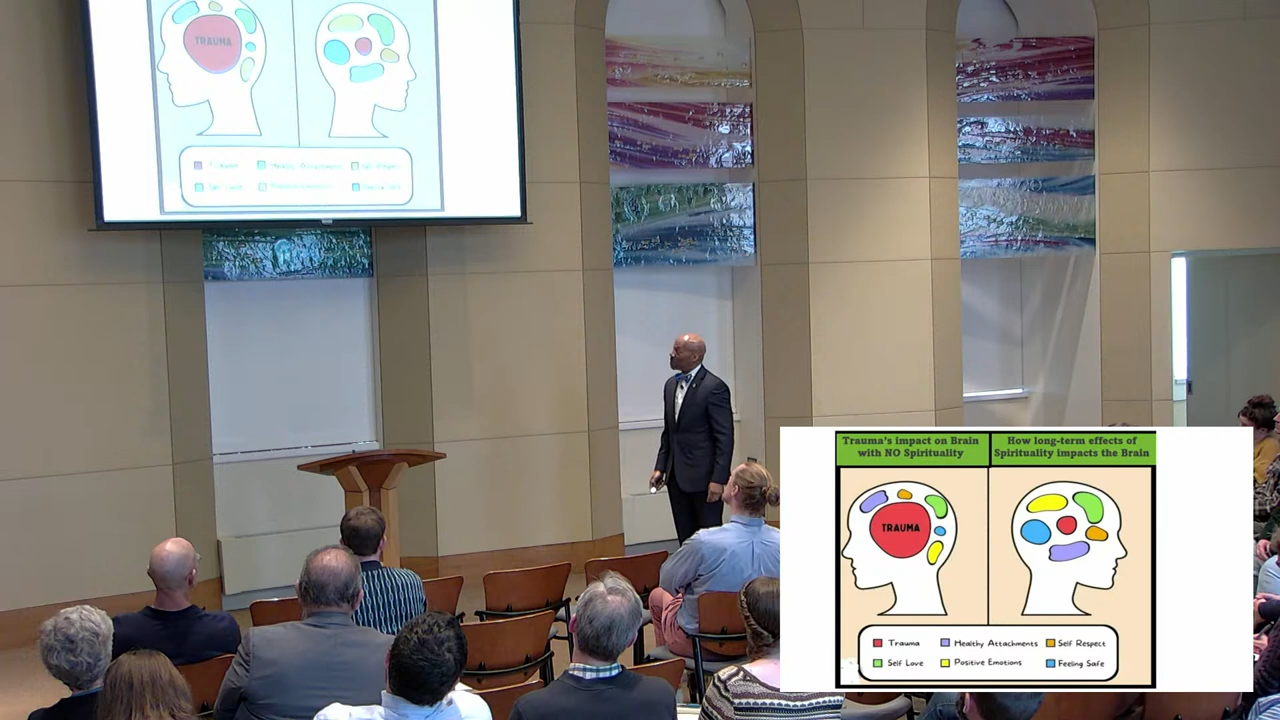 TRAUMA
Trauma's impact on Brain
with NO Spirituality
How long-term effects of
Spirituality impacts the Brain
TRAUMA
Trauma
Healthy Attachments
Self Respect
Self Love
Positive Emotions
Feeling Safe